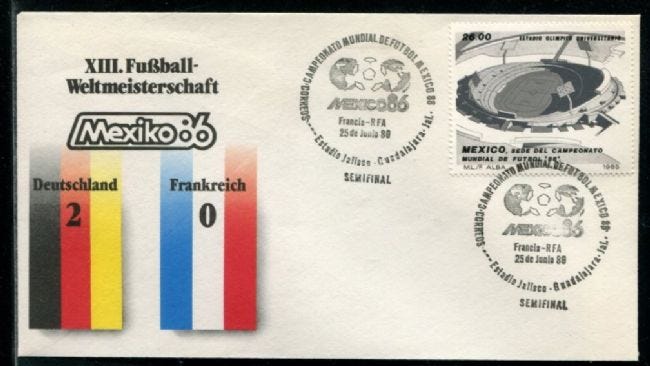 XIII. Fußball-
Weltmeisterschaft
Mexiko86
Deutschland
2
Frankreich
0
CORREOS-CAMPEONATO MUNDIAL DE FUTBOL MEXICO 86
MEXICO86
Francia-RFA
25 de Junio 86
Estadio Jalisco - Guadalajara-Jal.
SEMIFINAL
26.00 ESTADIO OLIMPICO UNIVERSITARIO
MEXICO, SEDE DEL CAMPEONATO
MUNDIAL DE FUTBOL "86"
M.L./R ALBA 1985
CORREOS-CAMPEONATO MUNDIAL DE FUTBOL MEXICO 86
MEXICO86
Francia-RFA
25 de Junio 86
Estadio Jalisco - Guadalajara-Jal.
SEMIFINAL